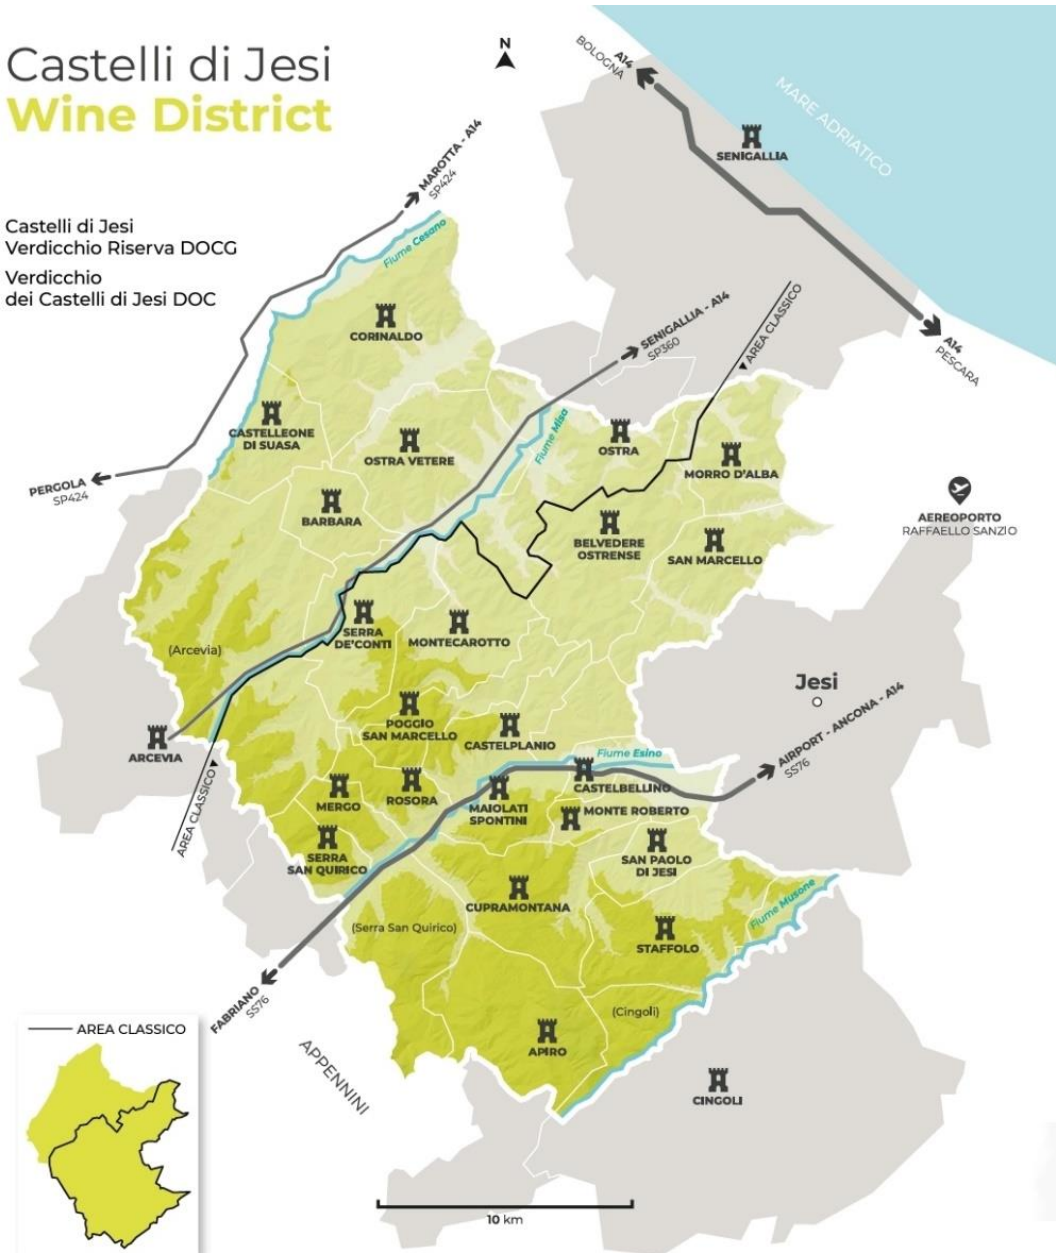 Castelli di Jesi
Wine District
Castelli di Jesi
Verdicchio Riserva DOCG
Verdicchio
dei Castelli di Jesi DOC
N
A14
BOLOGNA
MARE ADRIATICO
SENIGALLIA
A14
PESCARA
MAROTTA - A14
SP424
Fiume Cesano
CORINALDO
SENIGALLIA - A14
SP360
AREA CLASSICO
CASTELLEONE
DI SUASA
OSTRA VETERE
Fiume Misa
OSTRA
MORRO D'ALBA
PERGOLA
SP424
BARBARA
BELVEDERE
OSTRENSE
SAN MARCELLO
AEREOPORTO
RAFFAELLO SANZIO
(Arcevia)
SERRA
DE'CONTI
MONTECAROTTO
Jesi
POGGIO
SAN MARCELLO
CASTELPLANIO
ARCEVIA
Fiume Esino
AIRPORT - ANCONA - A14
SS76
AREA CLASSICO
MERGO
ROSORA
MAIOLATI
SPONTINI
CASTELBELLINO
MONTE ROBERTO
SERRA
SAN QUIRICO
SAN PAOLO
DI JESI
CUPRAMONTANA
Fiume Musone
(Serra San Quirico)
STAFFOLO
FABRIANO
SS76
(Cingoli)
APIRO
APPENNINI
CINGOLI
AREA CLASSICO
10 km